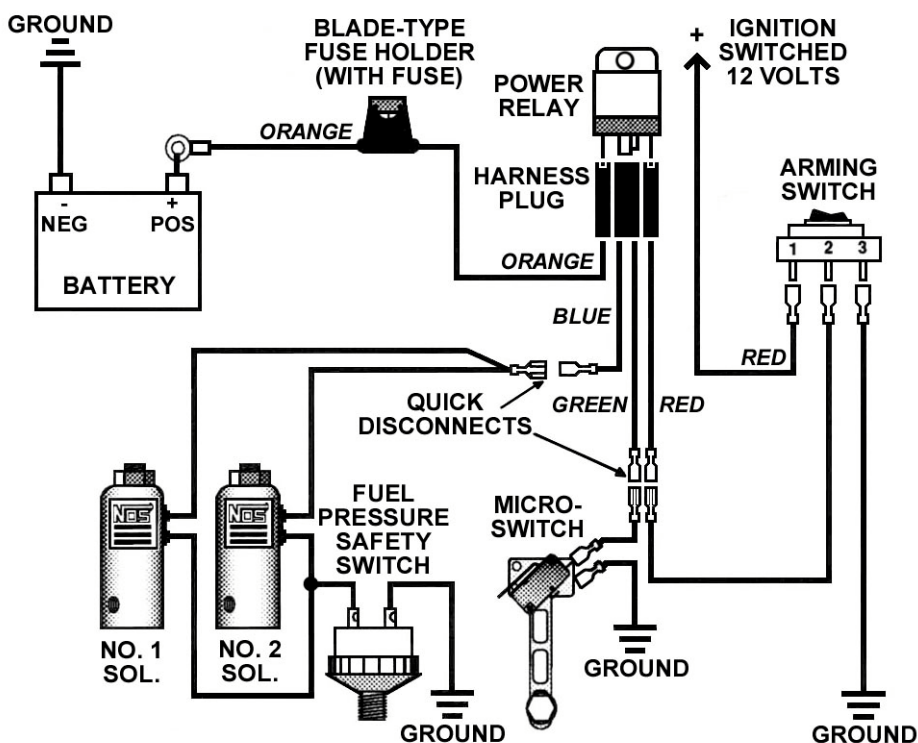 GROUND
BLADE-TYPE
FUSE HOLDER
(WITH FUSE)
+
IGNITION
SWITCHED
12 VOLTS
POWER
RELAY
ORANGE
HARNESS
PLUG
ARMING
SWITCH
-
NEG
+
POS
BATTERY
1 2 3
ORANGE
BLUE
RED
GREEN
RED
QUICK
DISCONNECTS
NOS
NOS
FUEL
PRESSURE
SAFETY
SWITCH
MICRO-
SWITCH
NO. 1
SOL.
NO. 2
SOL.
GROUND
GROUND
GROUND